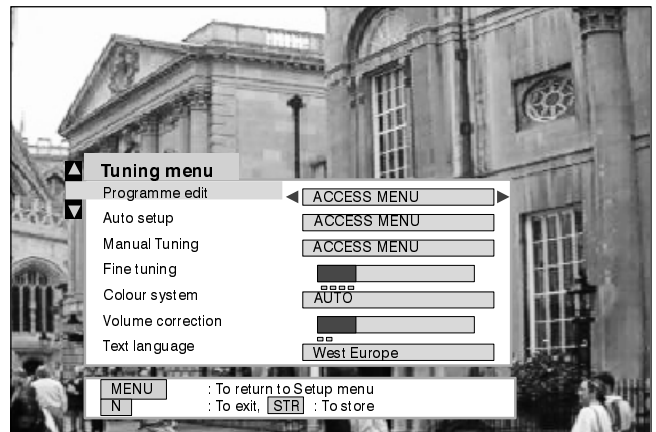 Tuning menu
Programme edit ACCESS MENU
Auto setup ACCESS MENU
Manual Tuning ACCESS MENU
Fine tuning
Colour system AUTO
Volume correction
Text language West Europe
MENU : To return to Setup menu
N : To exit, STR : To store